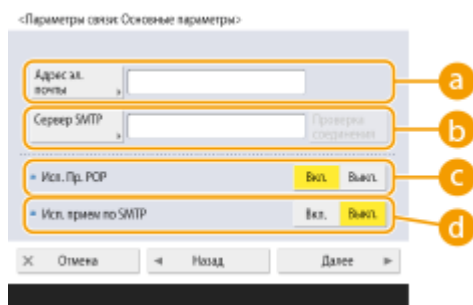 <Параметры связи: Основные параметры>
Адрес эл.
почты
a
Сервер SMTP
Проверка
соединения
b
Исп. Пр. POP
Вкл. Выкл.
c
Исп. прием по SMTP
Вкл. Выкл.
d
Отмена
Назад
Далее